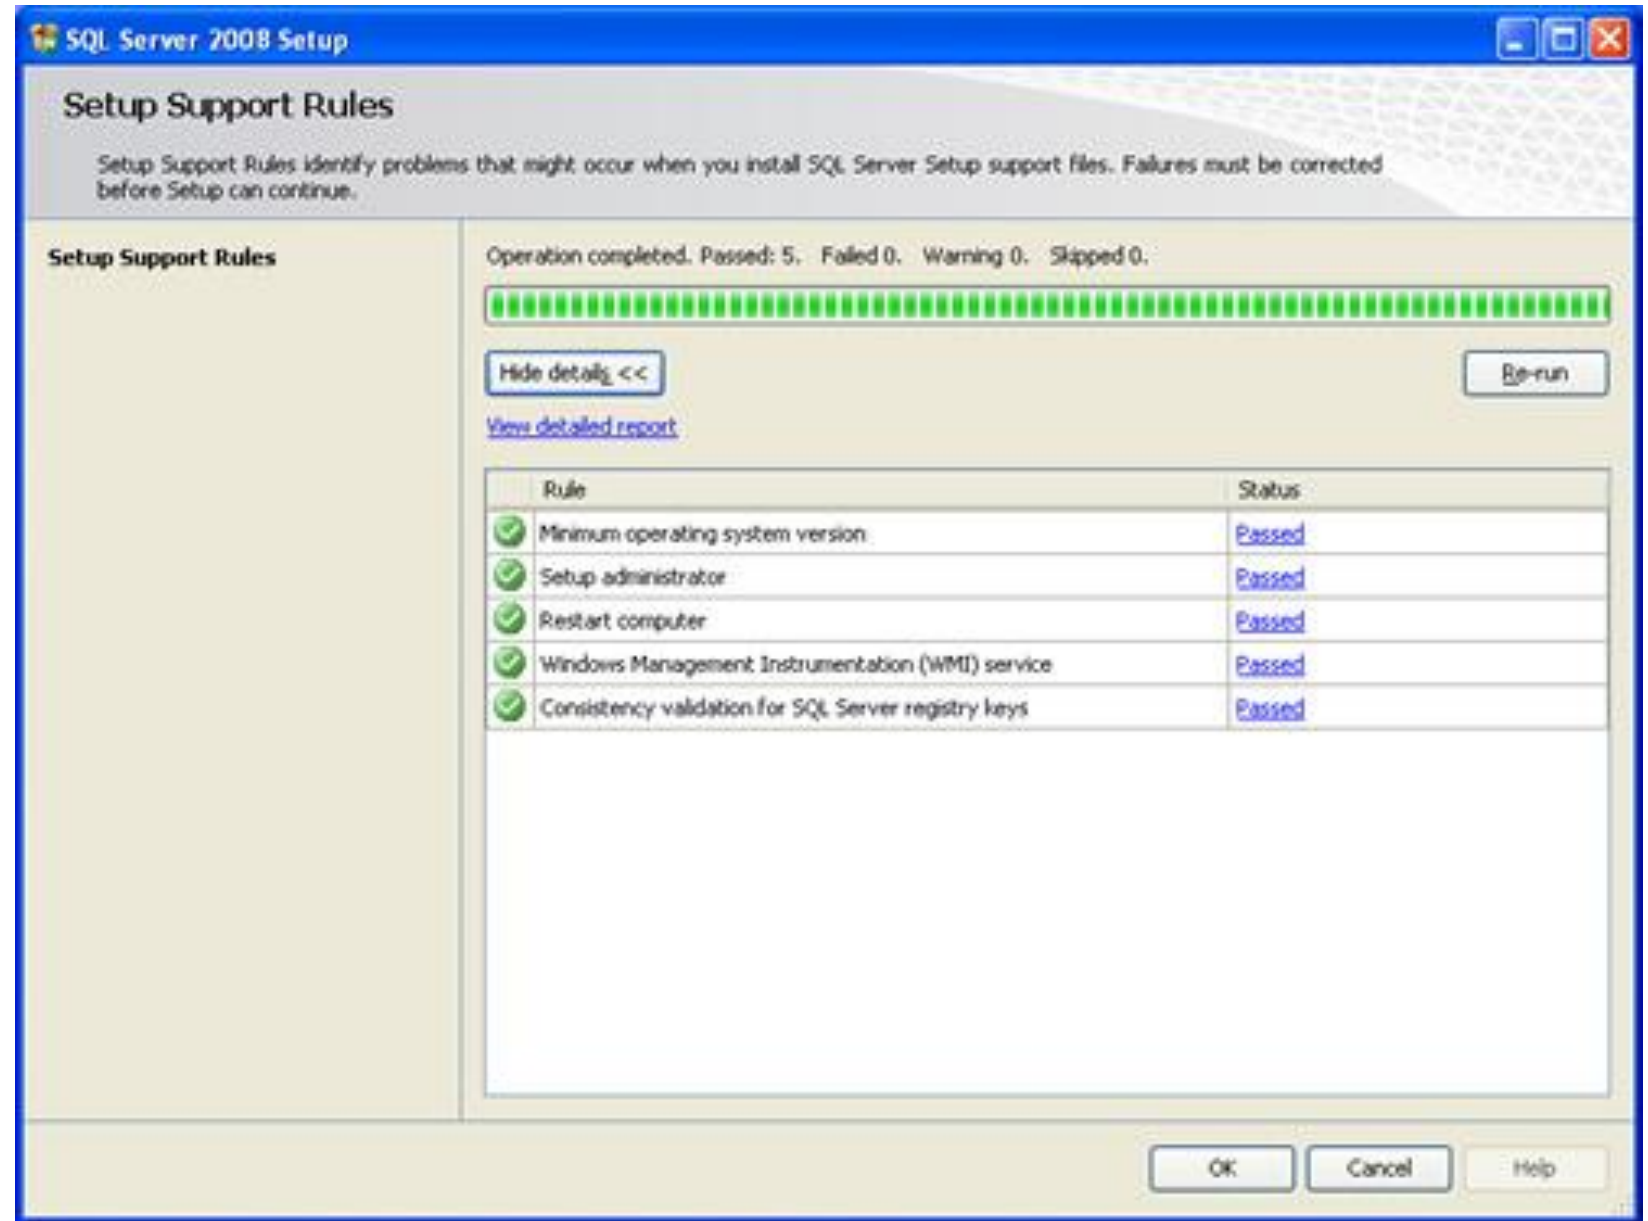 SQL Server 2008 Setup
Setup Support Rules
Setup Support Rules identify problems that might occur when you install SQL Server Setup support files. Failures must be corrected
before Setup can continue.
Setup Support Rules
Operation completed. Passed: 5. Failed 0. Warning 0. Skipped 0.
Hide details <<
Re-run
View detailed report
Rule Status
Minimum operating system version Passed
Setup administrator Passed
Restart computer Passed
Windows Management Instrumentation (WMI) service Passed
Consistency validation for SQL Server registry keys Passed
OK Cancel Help